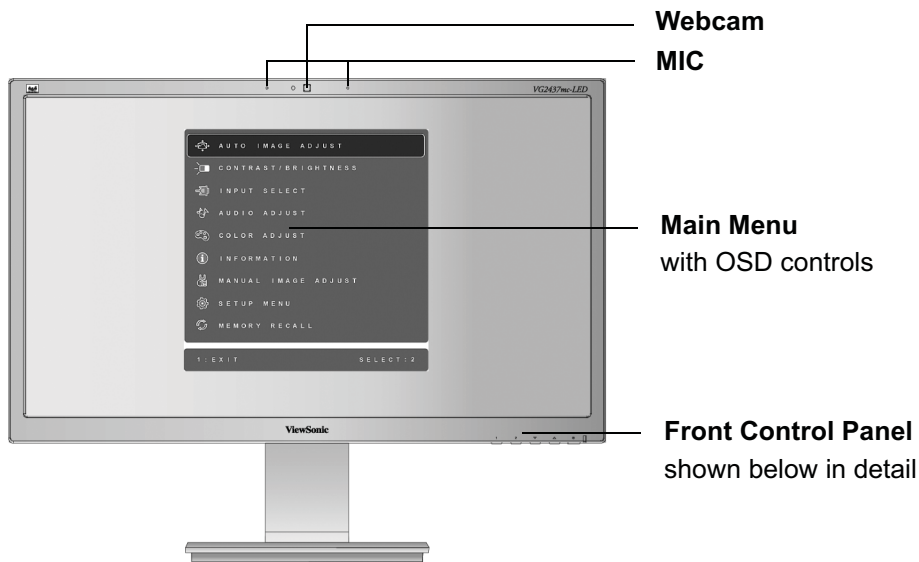 Webcam
MIC
VG2437mc-LED
AUTO IMAGE ADJUST
CONTRAST/BRIGHTNESS
INPUT SELECT
AUDIO ADJUST
COLOR ADJUST
INFORMATION
MANUAL IMAGE ADJUST
SETUP MENU
MEMORY RECALL
1:EXIT SELECT:2
Main Menu
with OSD controls
ViewSonic
Front Control Panel
shown below in detail